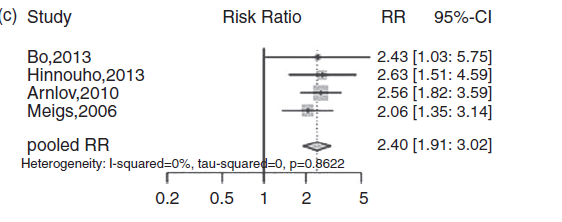 (c) Study Risk Ratio RR 95%-CI
Bo,2013 2.43 [1.03: 5.75]
Hinnouho,2013 2.63 [1.51: 4.59]
Arnlov,2010 2.56 [1.82: 3.59]
Meigs,2006 2.06 [1.35: 3.14]
pooled RR 2.40 [1.91: 3.02]
Heterogeneity: I-squared=0%, tau-squared=0, p=0.8622
0.2 0.5 1 2 5